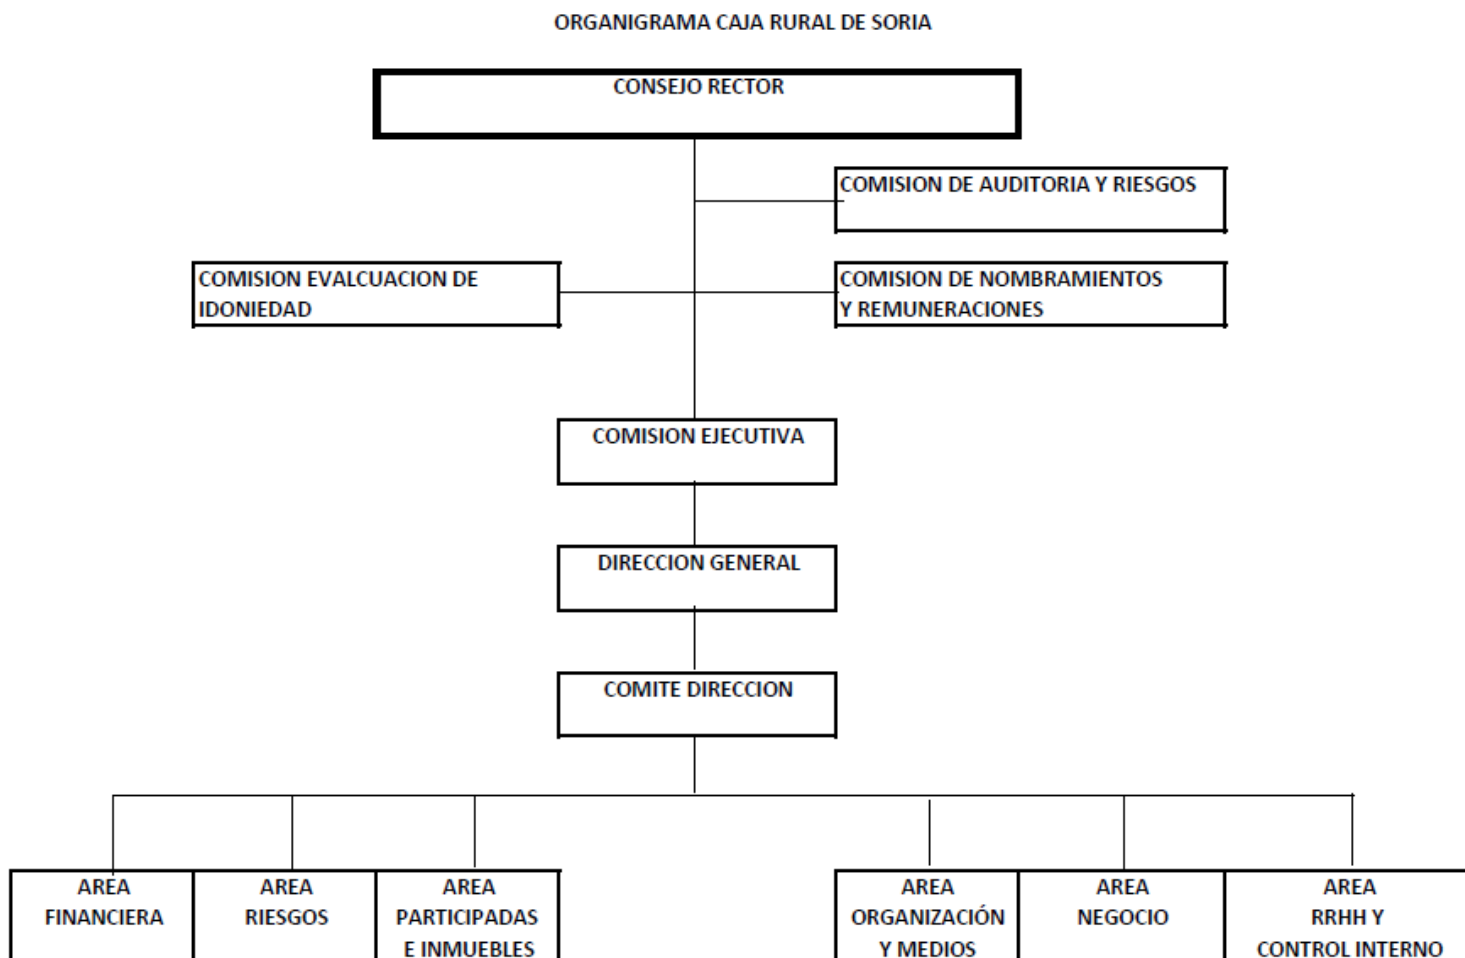 ORGANIGRAMA CAJA RURAL DE SORIA
CONSEJO RECTOR
COMISION DE AUDITORIA Y RIESGOS
COMISION EVALCUACION DE
IDONIEDAD
COMISION DE NOMBRAMIENTOS
Y REMUNERACIONES
COMISION EJECUTIVA
DIRECCION GENERAL
COMITE DIRECCION
AREA
FINANCIERA
AREA
RIESGOS
AREA
PARTICIPADAS
E INMUEBLES
AREA
ORGANIZACIÓN
Y MEDIOS
AREA
NEGOCIO
AREA
RRHH Y
CONTROL INTERNO